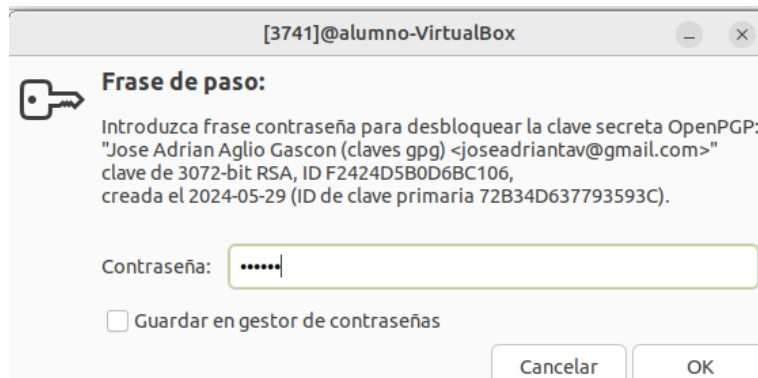 [3741]@alumno-VirtualBox
Frase de paso:
Introduzca frase contraseña para desbloquear la clave secreta OpenPGP:
"Jose Adrian Aglio Gascon (claves gpg) <joseadriantav@gmail.com>"
clave de 3072-bit RSA, ID F2424D5B0D6BC106,
creada el 2024-05-29 (ID de clave primaria 72B34D637793593C).
Contraseña: ••••••
Guardar en gestor de contraseñas
Cancelar OK